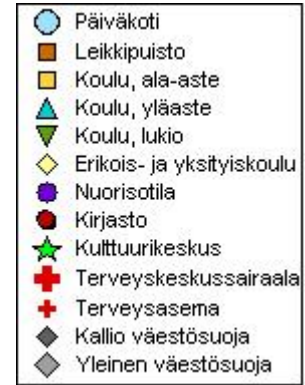 Päiväkoti
Leikkipuisto
Koulu, ala-aste
Koulu, yläaste
Koulu, lukio
Erikois- ja yksityiskoulu
Nuorisotila
Kirjasto
Kulttuurikeskus
Terveyskeskussairaala
Terveysasema
Kallio väestösuoja
Yleinen väestösuoja